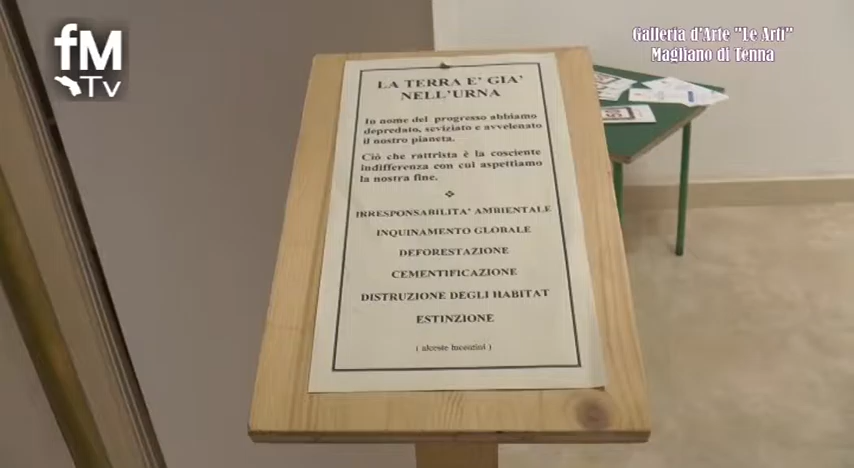 fM
Tv
Galleria d'Arte "Le Arti"
Magliano di Tenna
LA TERRA E' GIA'
NELL'URNA
In nome del progresso abbiamo
depredato, seviziato e avvelenato
il nostro pianeta.
Ciò che rattrista è la cosciente
indifferenza con cui aspettiamo
la nostra fine.
IRRESPONSABILITA' AMBIENTALE
INQUINAMENTO GLOBALE
DEFORESTAZIONE
CEMENTIFICAZIONE
DISTRUZIONE DEGLI HABITAT
ESTINZIONE
( alceste lucentini )